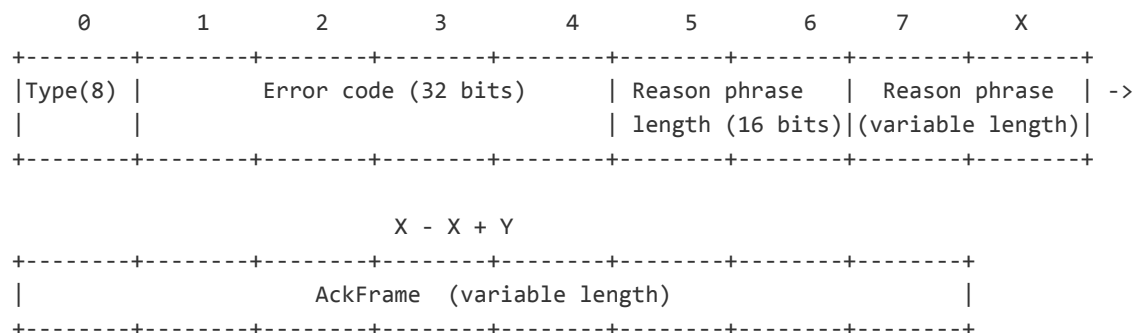 0 1 2 3 4 5 6 7 X
+--------+--------+--------+--------+--------+--------+--------+--------+--------+
|Type(8) | Error code (32 bits) | Reason phrase | Reason phrase | ->
| | | length (16 bits)|(variable length)|
+--------+--------+--------+--------+--------+--------+--------+--------+--------+
X - X + Y
+--------+--------+--------+--------+--------+--------+--------+--------+
| AckFrame (variable length) |
+--------+--------+--------+--------+--------+--------+--------+--------+